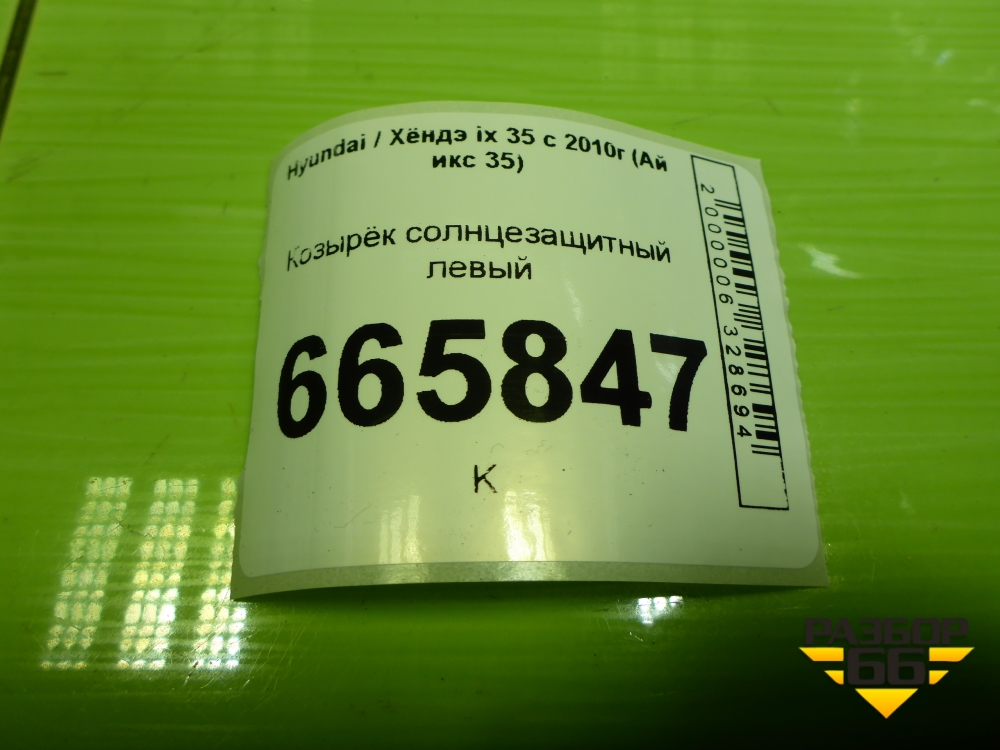 Hyundai / Хёндэ ix 35 с 2010г (Ай
икс 35)
Козырёк солнцезащитный
левый
665847
К
2000006328694
РАЗБОР
66